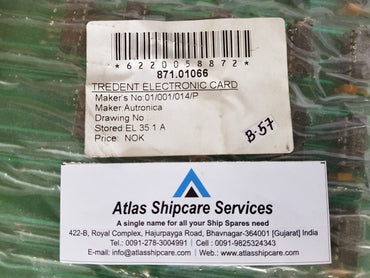 *6220058872*
871.01066
TREDENT ELECTRONIC CARD
Maker's No:01/001/014/P
Maker:Autronica
Drawing No :
Stored:EL 35 1 A
Price: NOK
B-57
Atlas Shipcare Services
A single name for all your Ship Spares need
422-B, Royal Complex, Hajurpayga Road, Bhavnagar-364001 [Gujarat] India
Tel.: 0091-278-3004991 | Cell : 0091-9825324343
E-mail: info@atlasshipcare.com | Web.: www.atlasshipcare.com